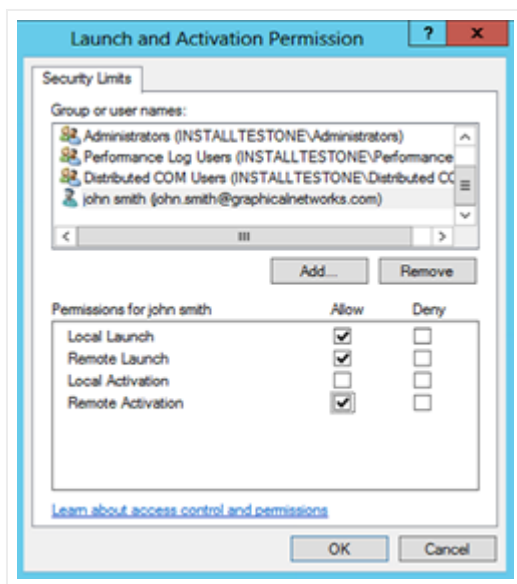 Launch and Activation Permission
?
x
Security Limits
Group or user names:
Administrators (INSTALLTESTONE\Administrators)
Performance Log Users (INSTALLTESTONE\Performance
Distributed COM Users (INSTALLTESTONE\Distributed CO
john smith (john.smith@graphicalnetworks.com)
Add...
Remove
Permissions for john smith Allow Deny
Local Launch
Remote Launch
Local Activation
Remote Activation
Learn about access control and permissions
OK
Cancel